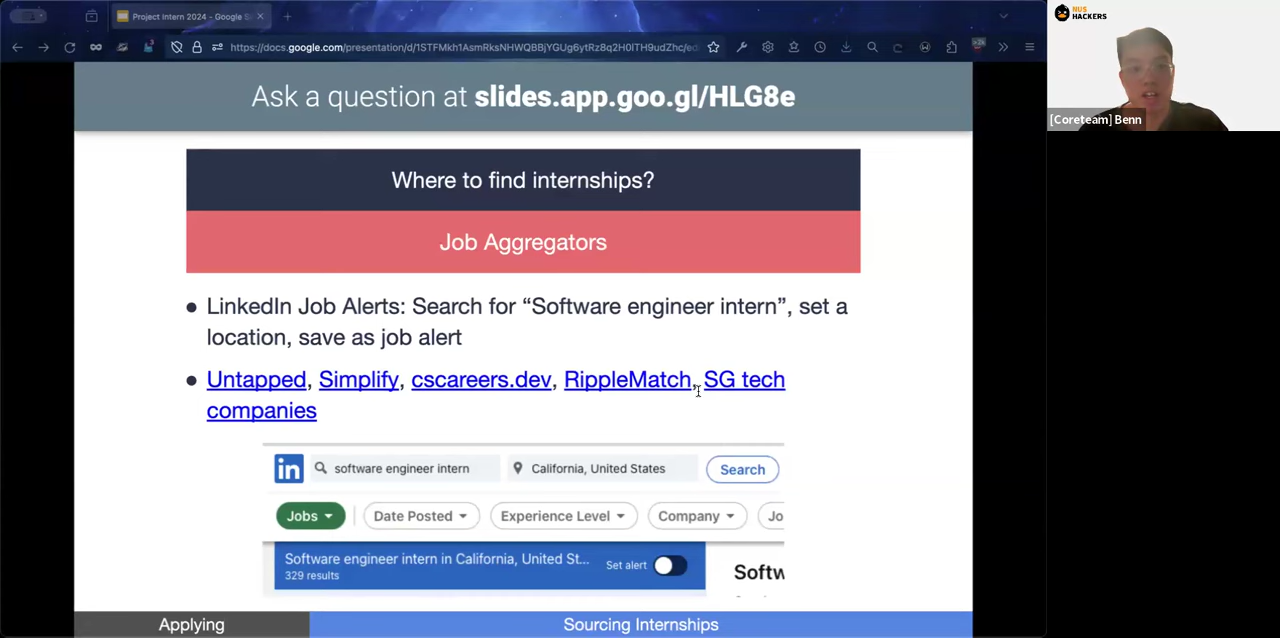 Project Intern 2024 - Google S
https://docs.google.com/presentation/d/1STFMkh1AsmRksNHWQBBjYGUg6ytRz8q2H0lTH9udZhc/ed
NUS
HACKERS
[Coreteam] Benn
Ask a question at slides.app.goo.gl/HLG8e
Where to find internships?
Job Aggregators
● LinkedIn Job Alerts: Search for “Software engineer intern”, set a
location, save as job alert
● Untapped, Simplify, cscareers.dev, RippleMatch, SG tech
companies
in software engineer intern California, United States Search
Jobs Date Posted Experience Level Company Jo
Software engineer intern in California, United St... Set alert
329 results
Softw
Applying Sourcing Internships